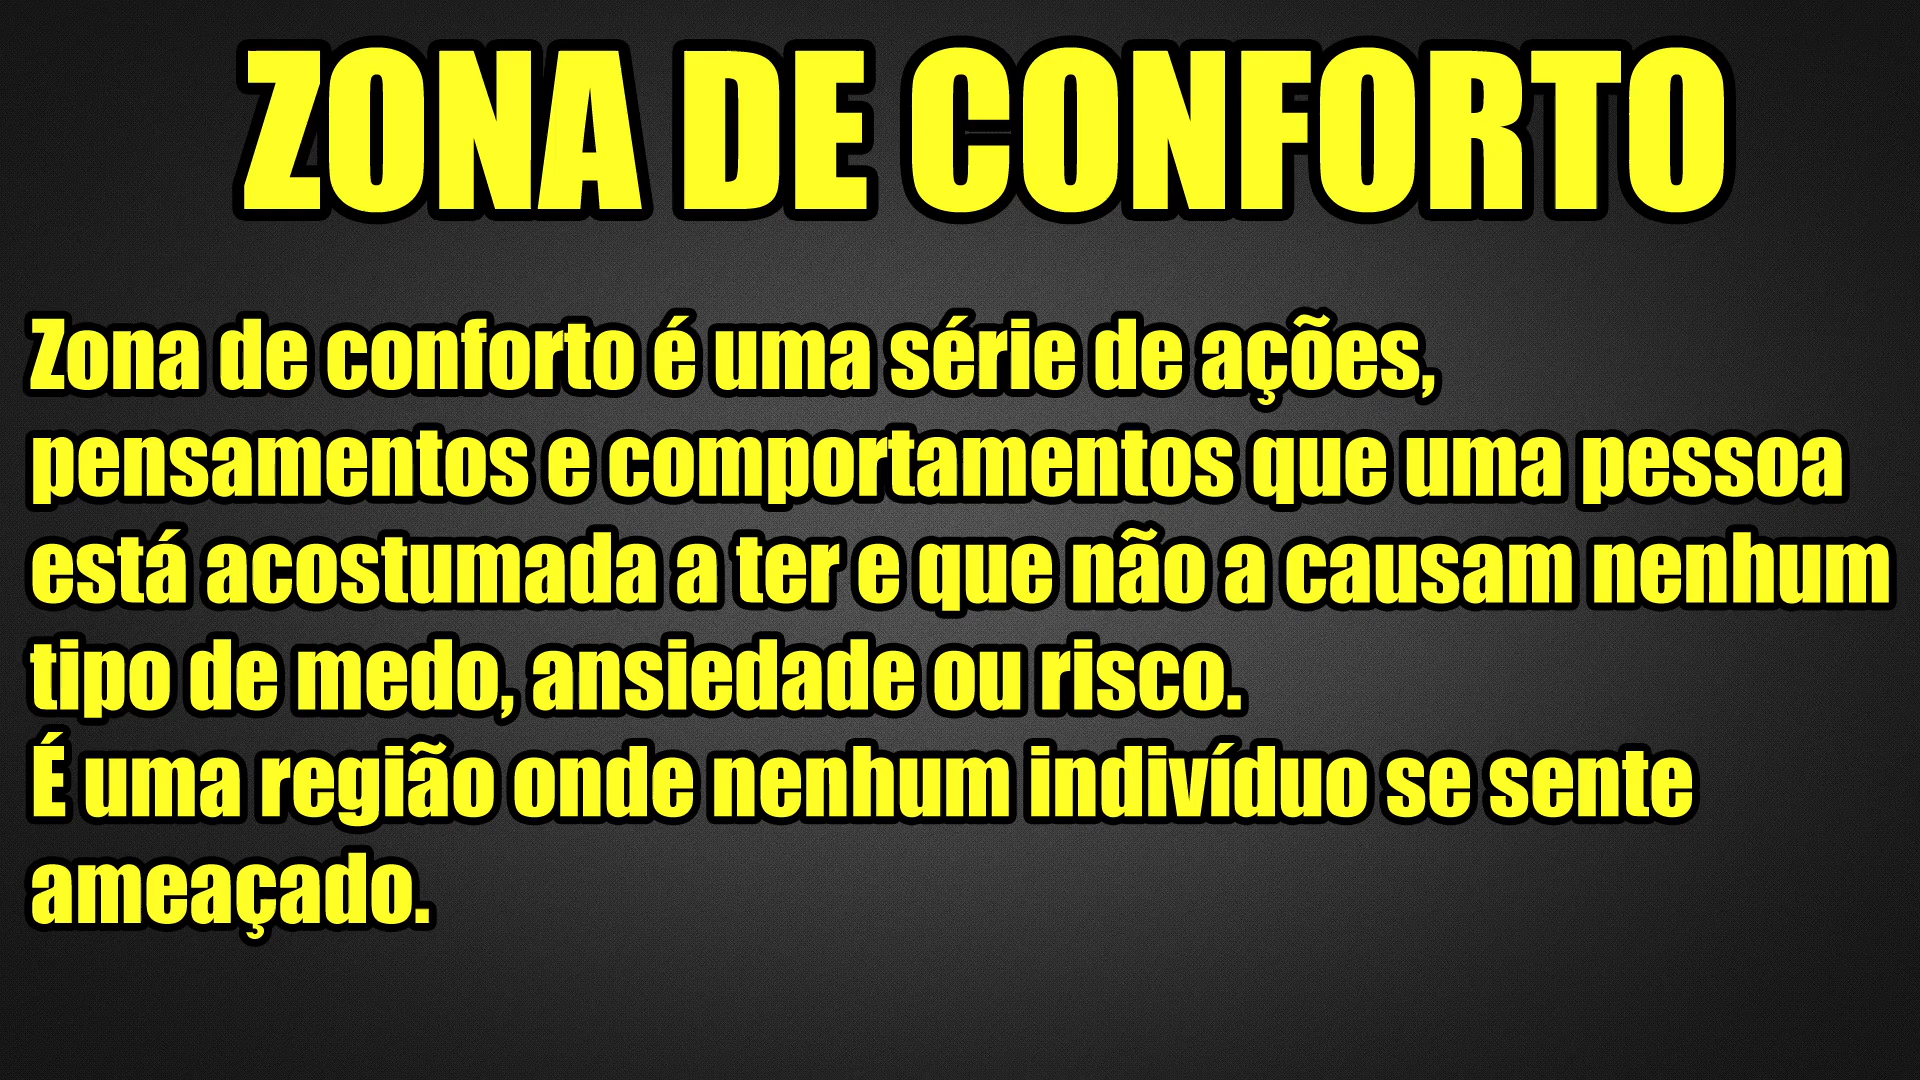 ZONA DE CONFORTO
Zona de conforto é uma série de ações,
pensamentos e comportamentos que uma pessoa
está acostumada a ter e que não a causam nenhum
tipo de medo, ansiedade ou risco.
É uma região onde nenhum indivíduo se sente
ameaçado.